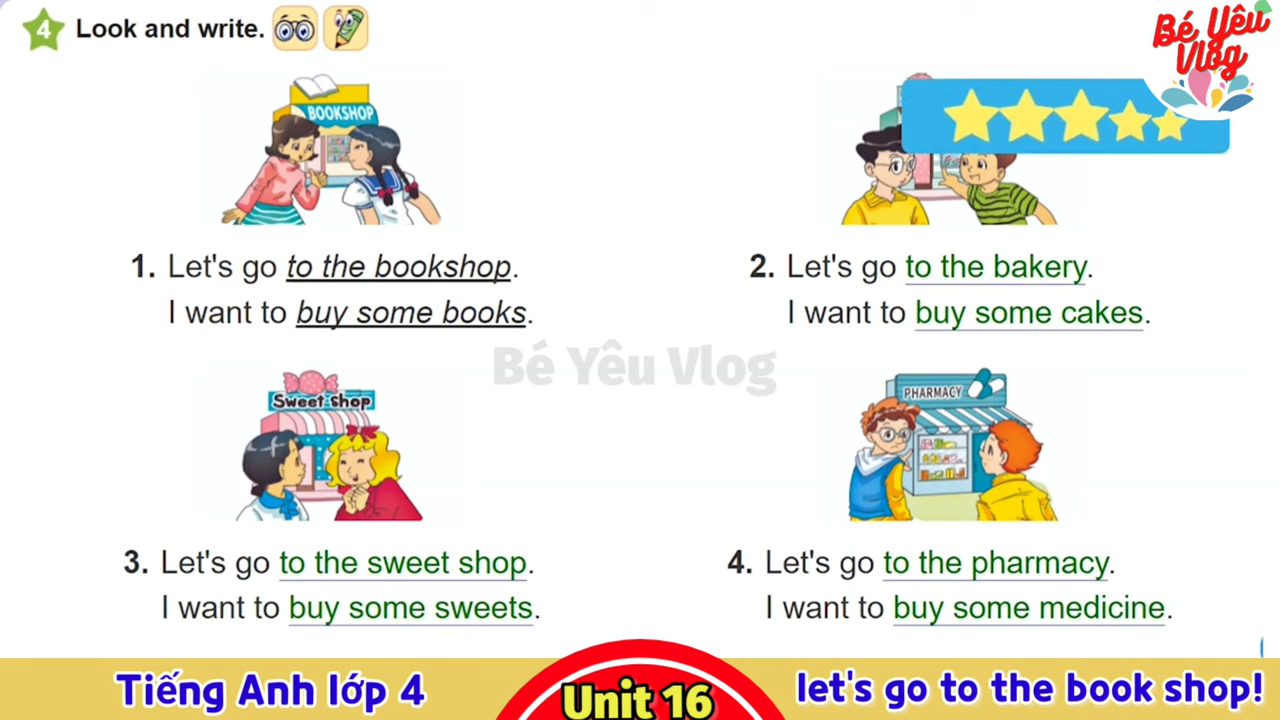 4 Look and write.
Bé Yêu
Vlog
BOOKSHOP
1. Let's go to the bookshop.
I want to buy some books.
2. Let's go to the bakery.
I want to buy some cakes.
Bé Yêu Vlog
Sweet shop
PHARMACY
3. Let's go to the sweet shop.
I want to buy some sweets.
4. Let's go to the pharmacy.
I want to buy some medicine.
Tiếng Anh lớp 4
Unit 16
let's go to the book shop!